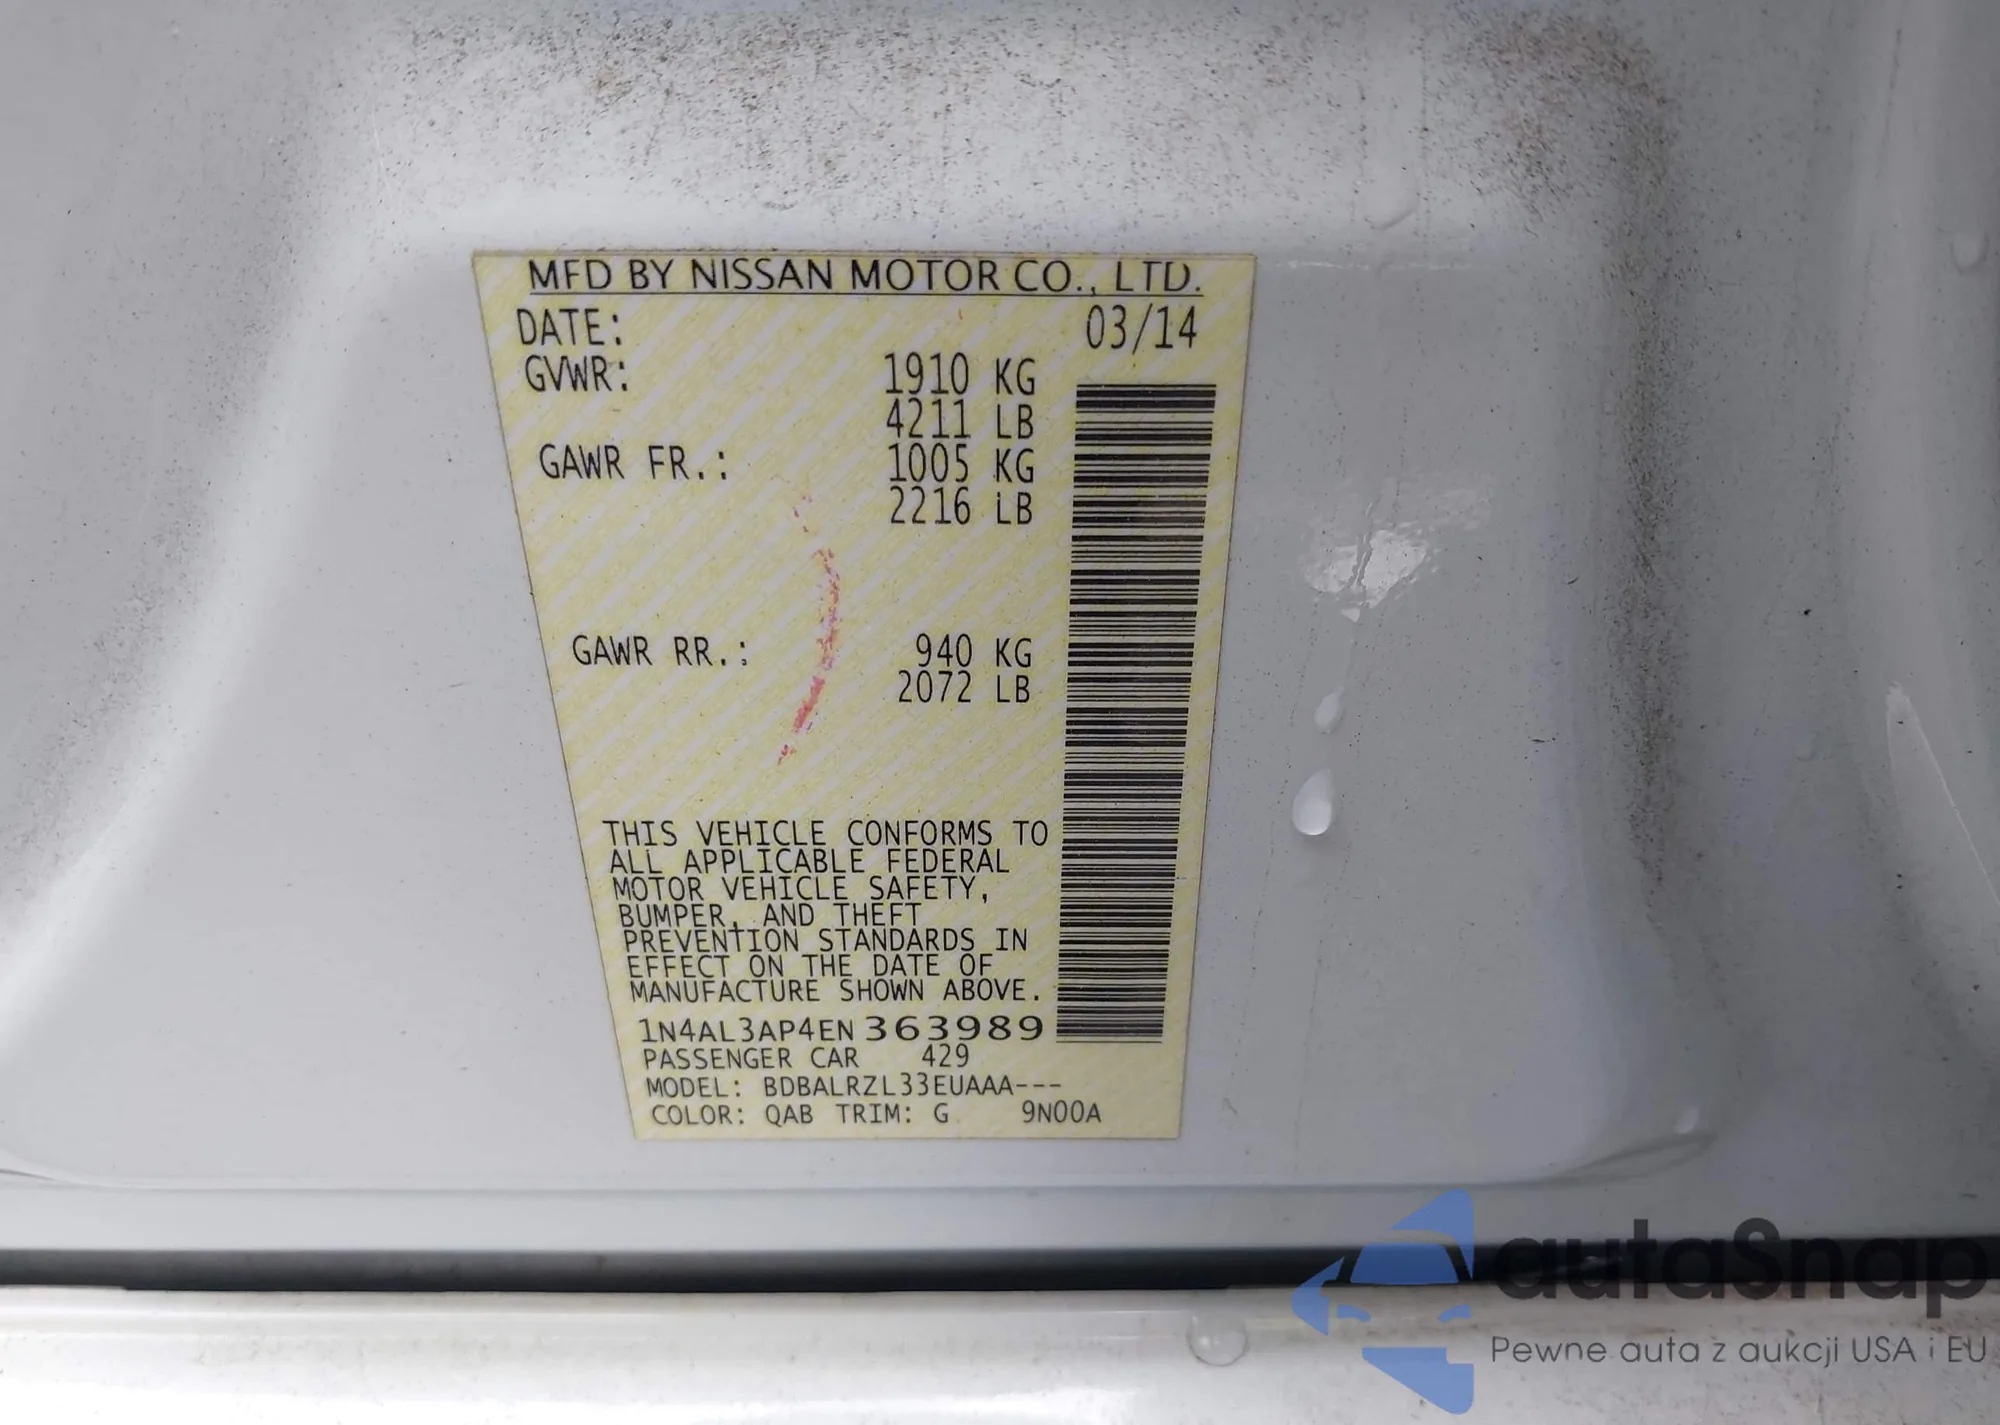 MFD BY NISSAN MOTOR CO., LTD.
DATE: 03/14
GVWR: 1910 KG
4211 LB
GAWR FR.: 1005 KG
2216 LB
GAWR RR.: 940 KG
2072 LB
THIS VEHICLE CONFORMS TO
ALL APPLICABLE FEDERAL
MOTOR VEHICLE SAFETY,
BUMPER, AND THEFT
PREVENTION STANDARDS IN
EFFECT ON THE DATE OF
MANUFACTURE SHOWN ABOVE.
1N4AL3AP4EN363989
PASSENGER CAR 429
MODEL: BDBALRZL33EUAAA---
COLOR: QAB TRIM: G 9N00A
autaSnap
Pewne auta z aukcji USA i EU